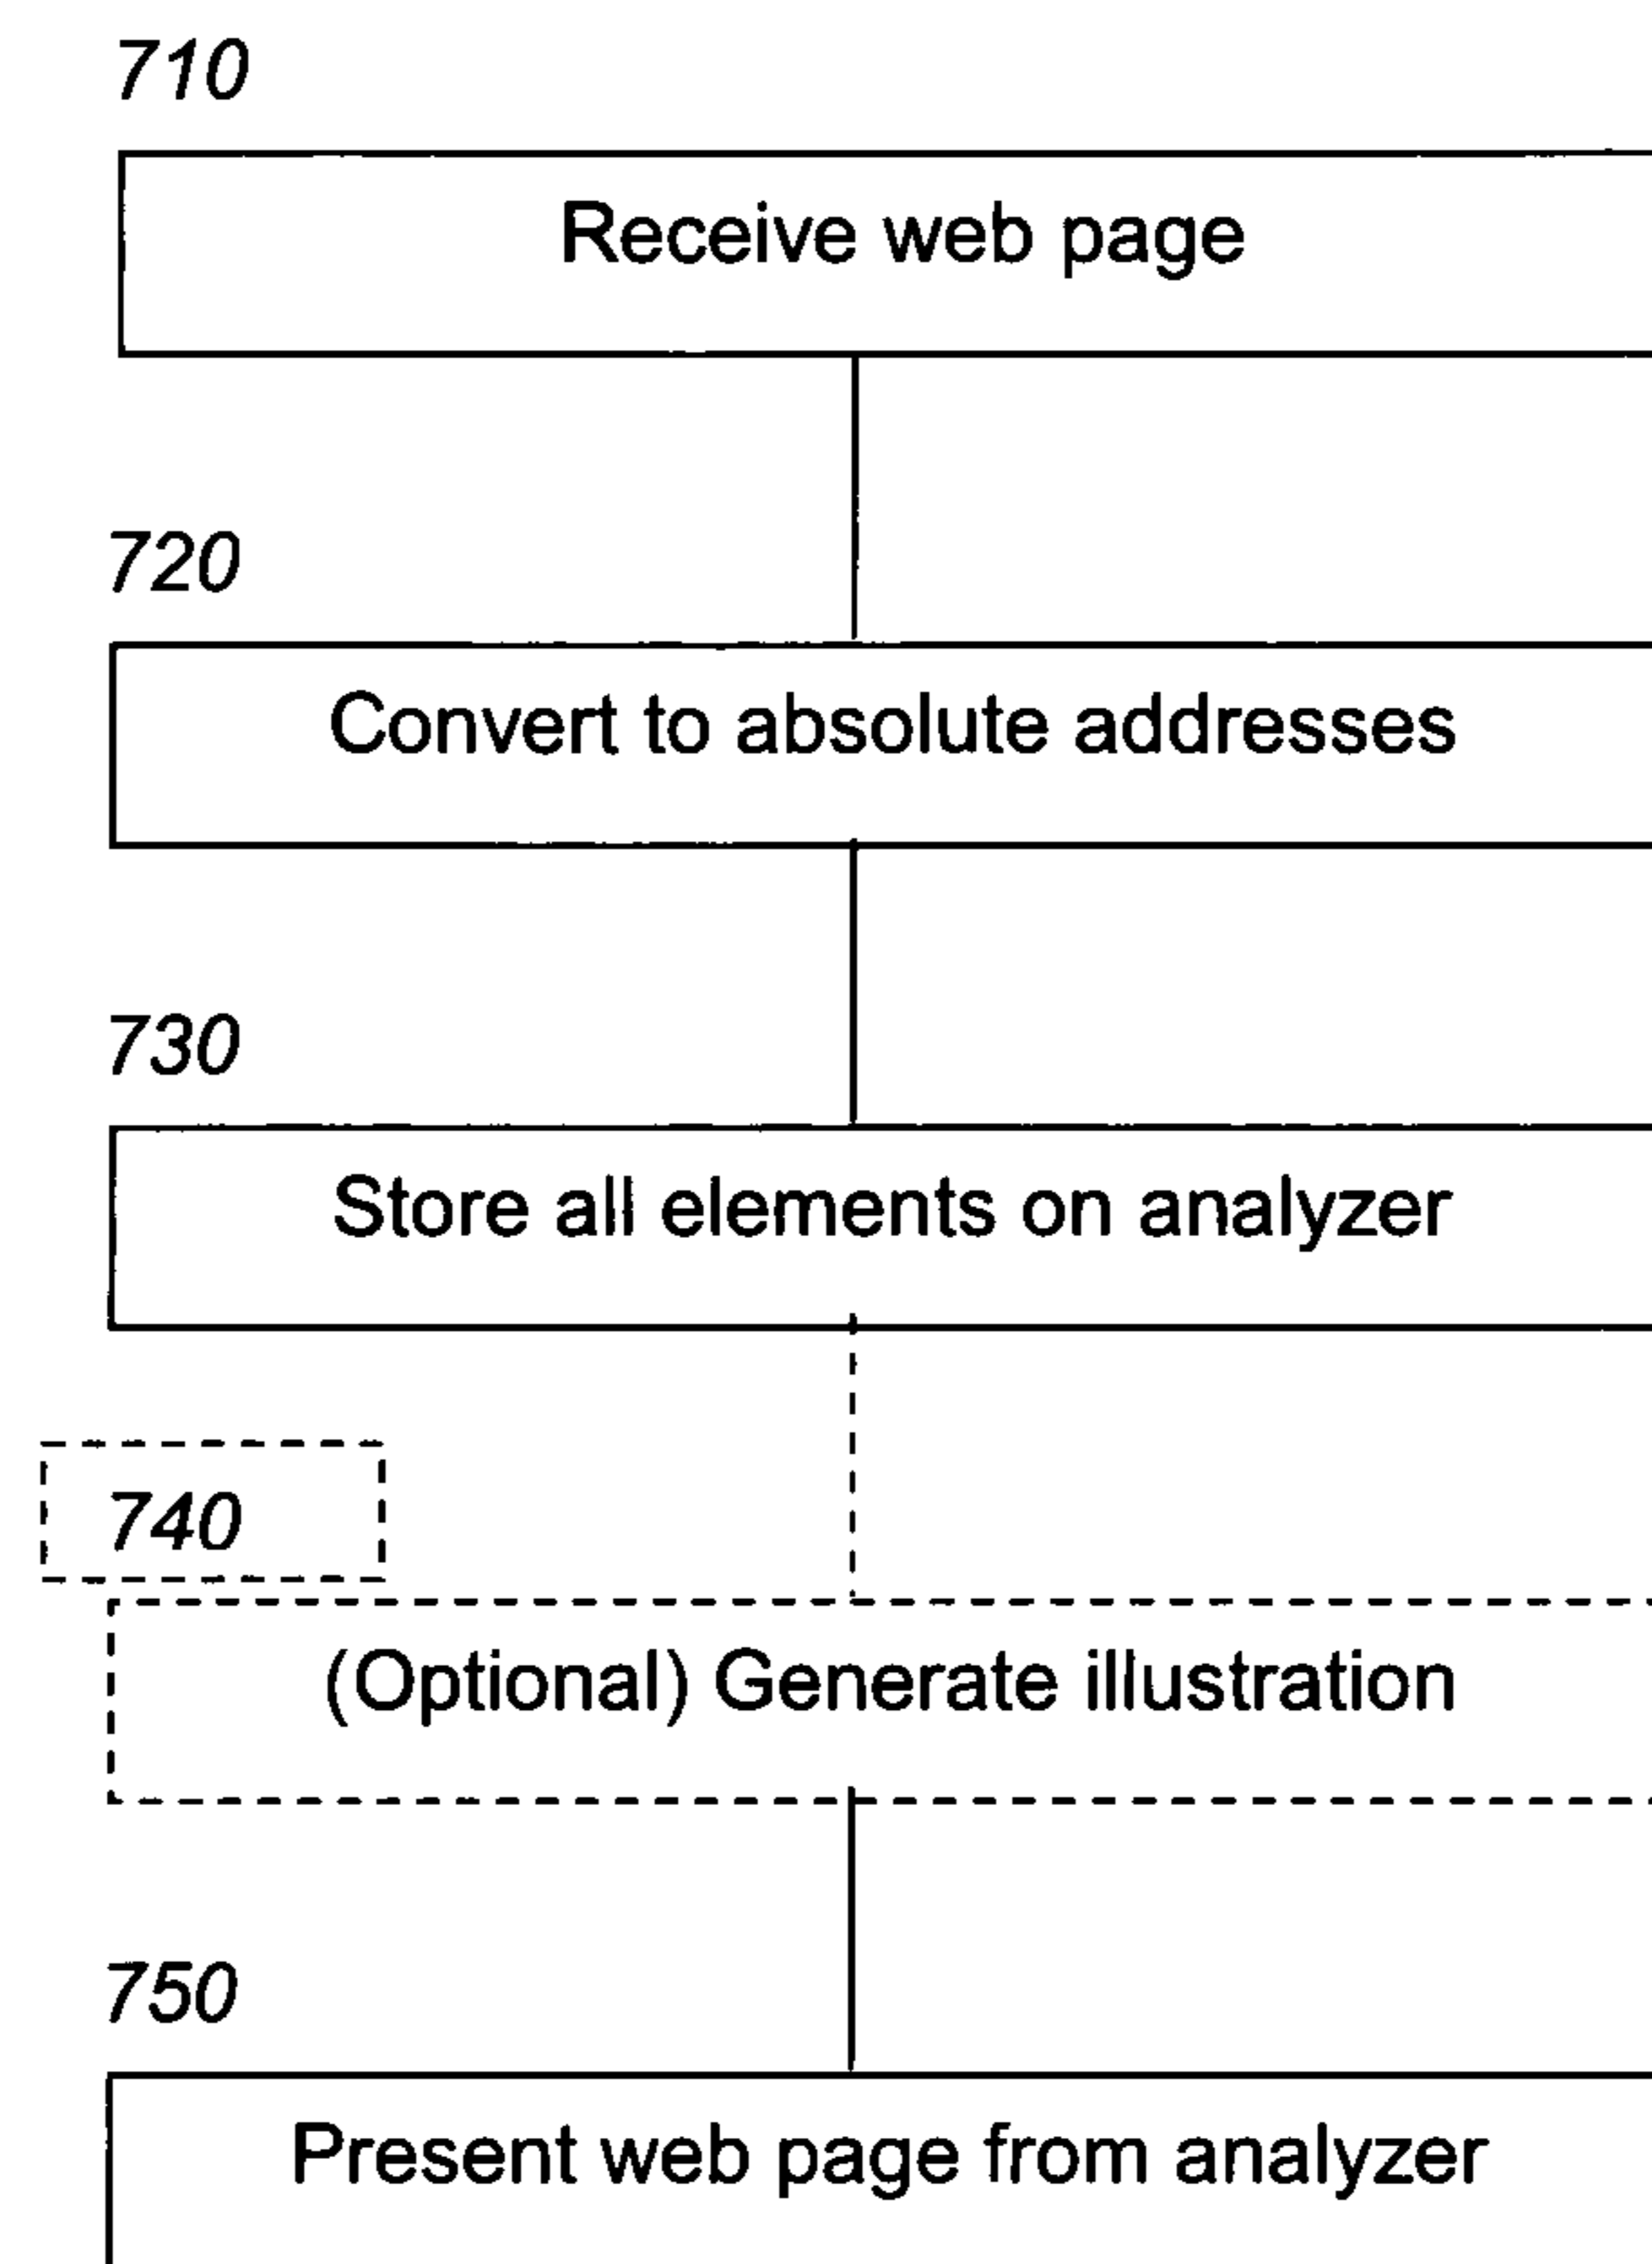 710
Receive web page
720
Convert to absolute addresses
730
Store all elements on analyzer
740
(Optional) Generate illustration
750
Present web page from analyzer